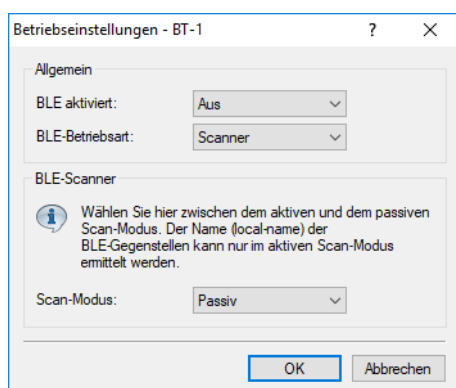 Betriebseinstellungen - BT-1
?
Allgemein
BLE aktiviert: Aus
BLE-Betriebsart: Scanner
BLE-Scanner
Wählen Sie hier zwischen dem aktiven und dem passiven
Scan-Modus. Der Name (local-name) der
BLE-Gegenstellen kann nur im aktiven Scan-Modus
ermittelt werden.
Scan-Modus: Passiv
OK Abbrechen